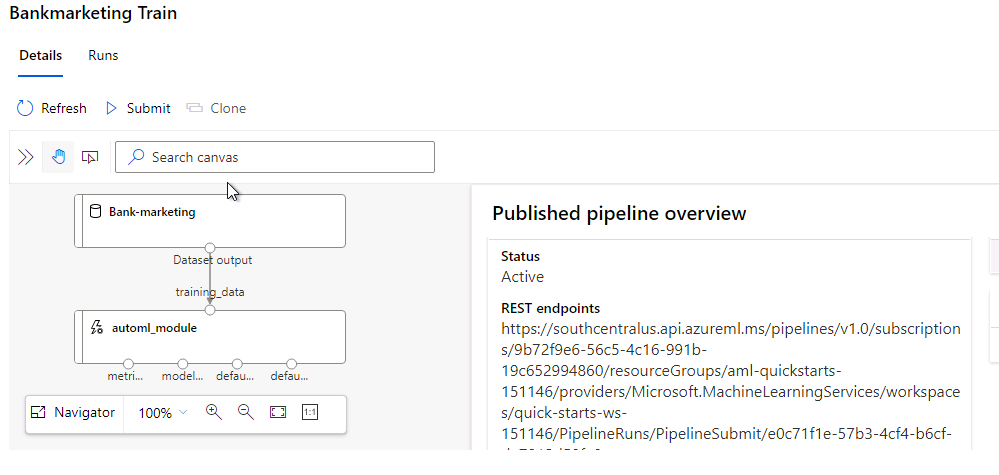 Bankmarketing Train
Details Runs
Refresh Submit Clone
Search canvas
Bank-marketing
Dataset output
training_data
automl_module
metri... model... defau... defau...
Navigator 100% 1:1
Published pipeline overview
Status
Active
REST endpoints
https://southcentralus.api.azureml.ms/pipelines/v1.0/subscription
s/9b72f9e6-56c5-4c16-991b-
19c652994860/resourceGroups/aml-quickstarts-
151146/providers/Microsoft.MachineLearningServices/workspace
s/quick-starts-ws-
151146/PipelineRuns/PipelineSubmit/e0c71f1e-57b3-4cf4-b6cf-